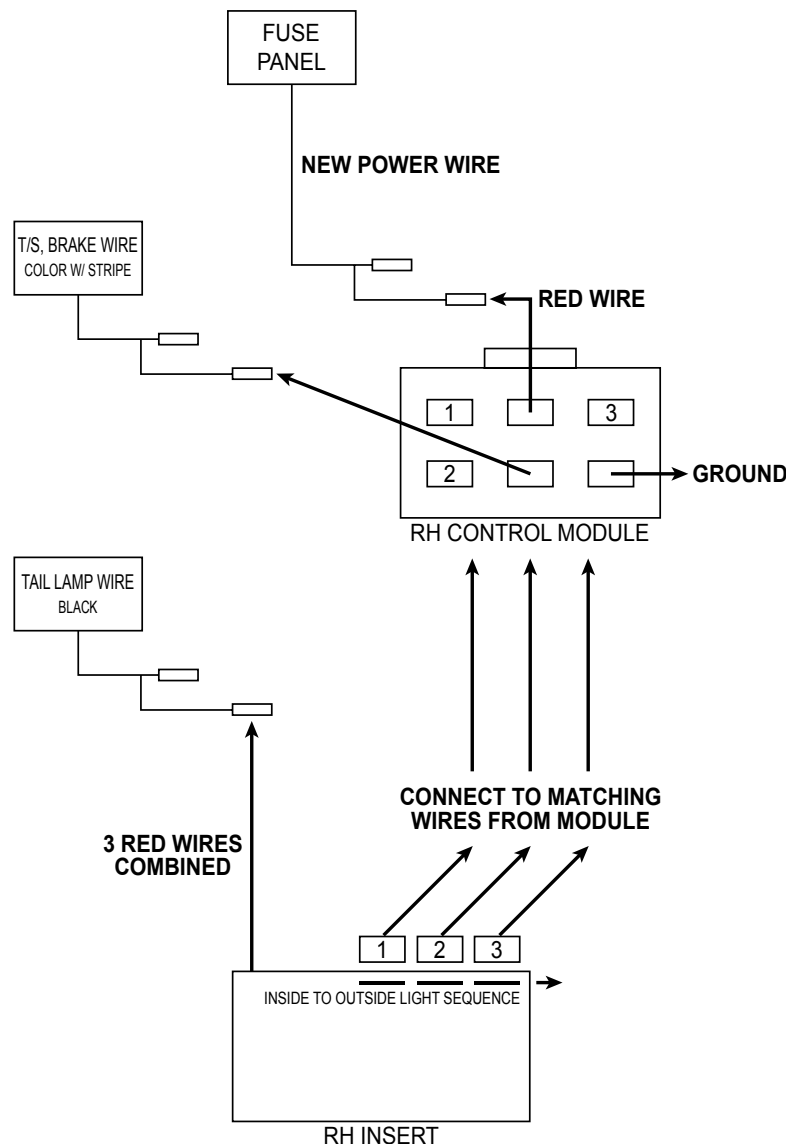 FUSE
PANEL
NEW POWER WIRE
T/S, BRAKE WIRE
COLOR W/ STRIPE
RED WIRE
1
3
2
GROUND
RH CONTROL MODULE
TAIL LAMP WIRE
BLACK
CONNECT TO MATCHING
WIRES FROM MODULE
3 RED WIRES
COMBINED
1 2 3
INSIDE TO OUTSIDE LIGHT SEQUENCE
RH INSERT